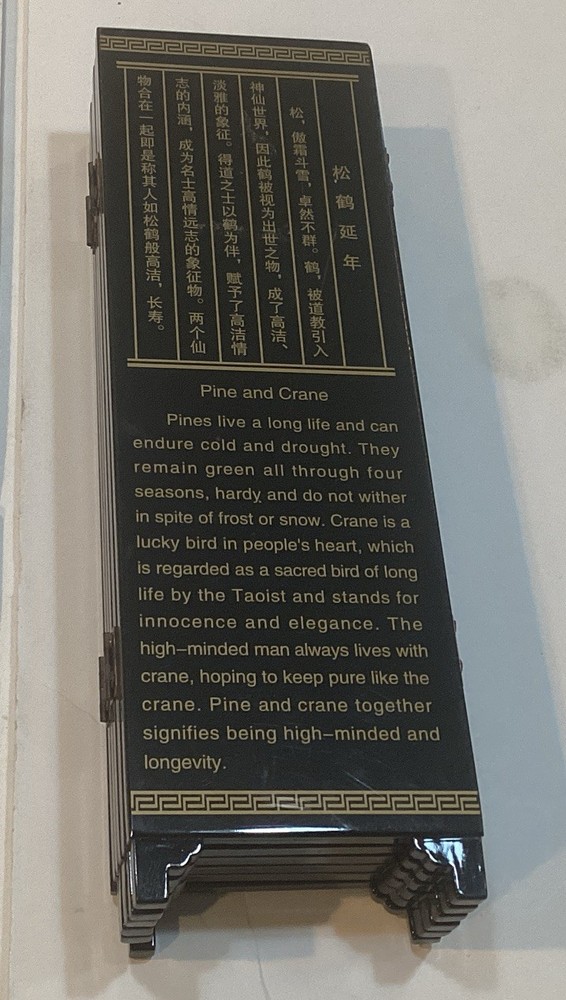 松鹤延年
松，傲霜斗雪，卓然不群。鹤，被道教引入
神仙世界，因此鹤被视为出世之物，成了高洁、
淡雅的象征。得道之士以鹤为伴，赋予了高洁情
志的内涵，成为名士高情远志的象征物。两个仙
物合在一起即是称其人如松鹤般高洁，长寿。
Pine and Crane
Pines live a long life and can
endure cold and drought. They
remain green all through four
seasons, hardy and do not wither
in spite of frost or snow. Crane is a
lucky bird in people's heart, which
is regarded as a sacred bird of long
life by the Taoist and stands for
innocence and elegance. The
high–minded man always lives with
crane, hoping to keep pure like the
crane. Pine and crane together
signifies being high–minded and
longevity.